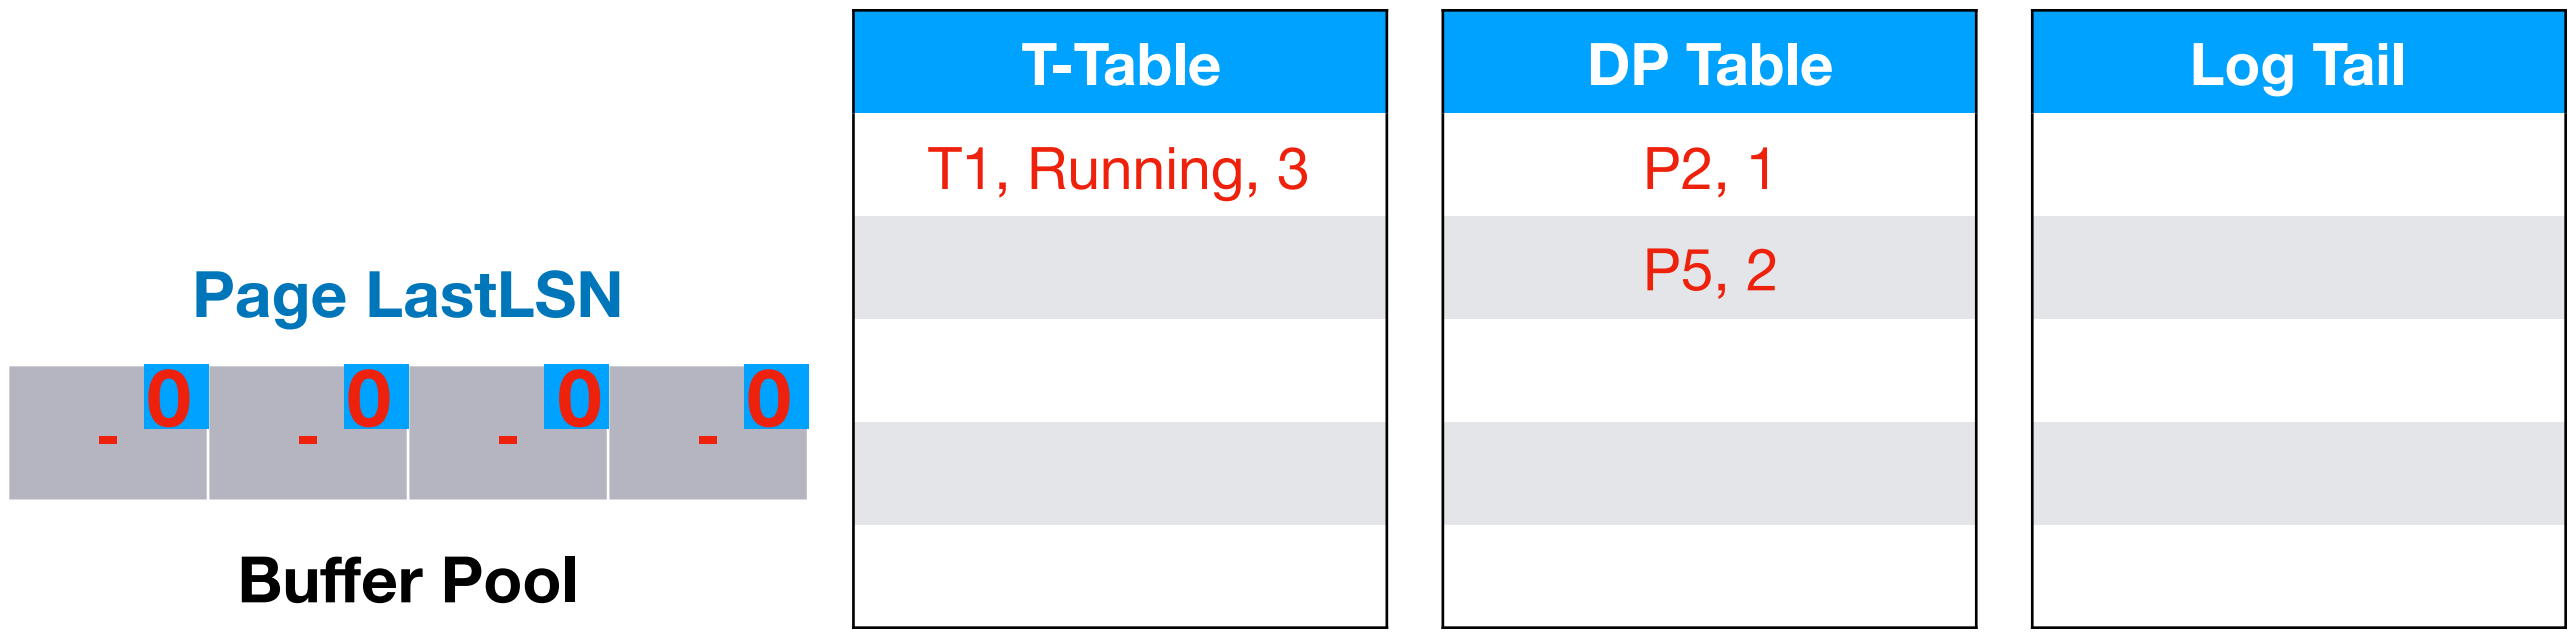 T-Table
DP Table
Log Tail
T1, Running, 3
P2, 1
P5, 2
Page LastLSN
0 0 0 0
- - - -
Buffer Pool